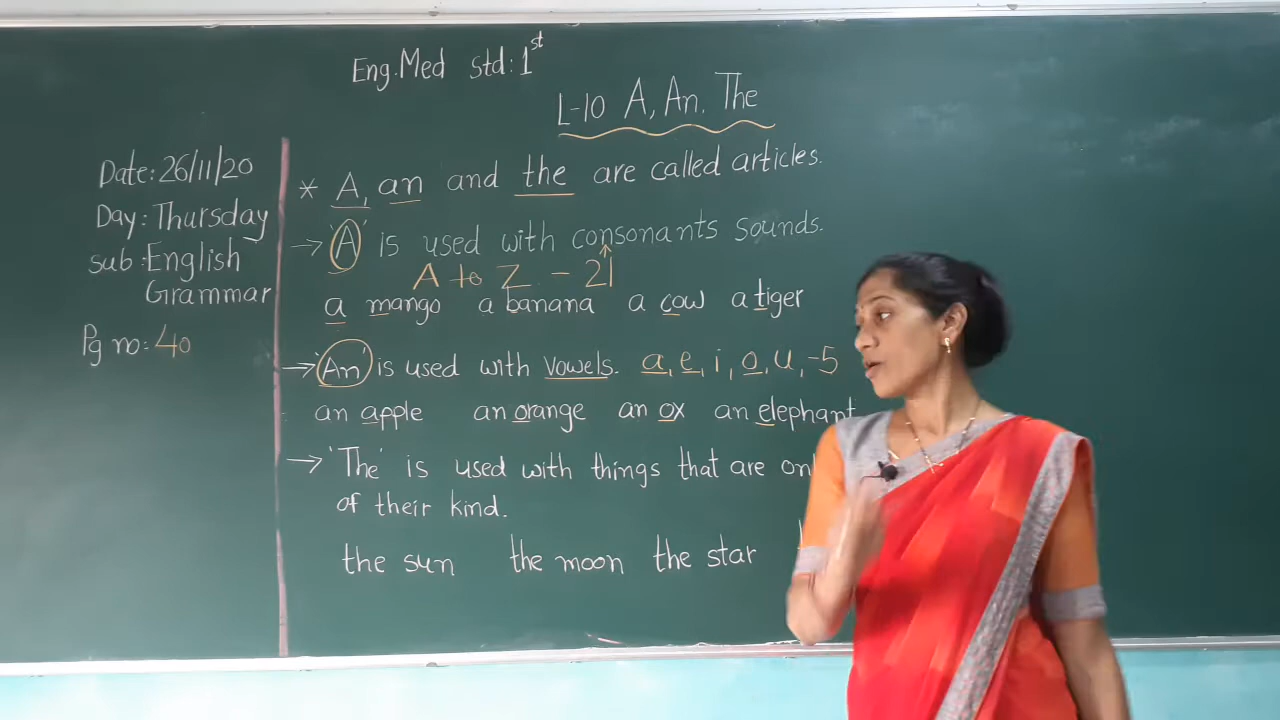 Eng.Med std: 1st
L-10 A, An. The
Date: 26/11/20
Day: Thursday
sub: English
Grammar
Pg no: 40
* A, an and the are called articles.
→ 'A' is used with consonants sounds.
A to Z - 21
a mango a banana a cow a tiger
→ 'An' is used with vowels. a, e, i, o, u, -5
an apple an orange an ox an elephant
→ 'The' is used with things that are
of their kind.
the sun the moon the star